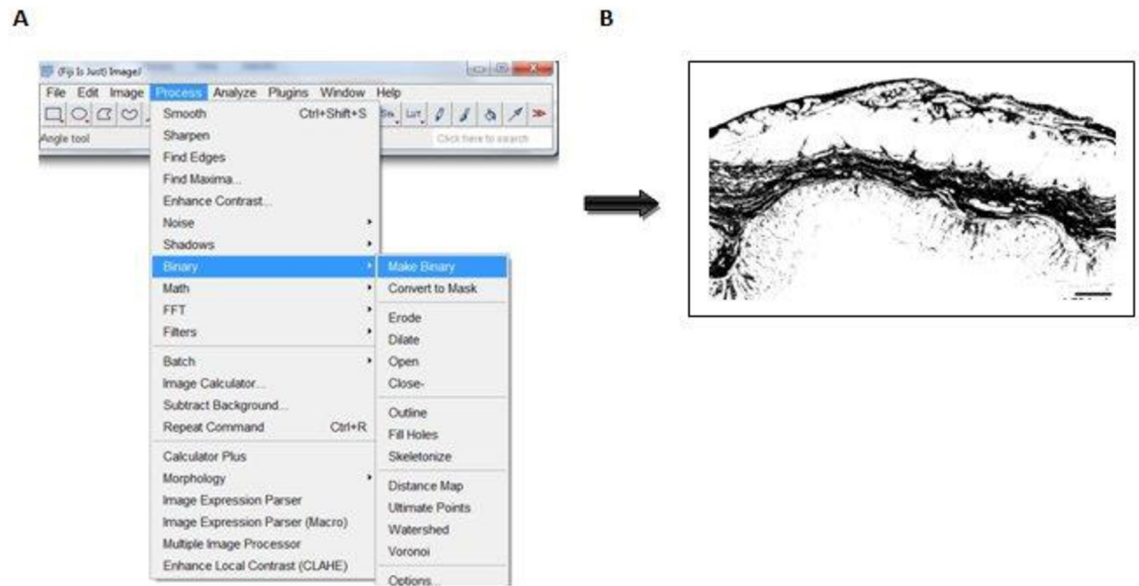 A
B
(Fiji Is Just) ImageJ
File Edit Image Process Analyze Plugins Window Help
Stk LUT
Angle tool
Click here to search
Smooth Ctrl+Shift+S
Sharpen
Find Edges
Find Maxima...
Enhance Contrast...
Noise
Shadows
Binary
Math
FFT
Filters
Batch
Image Calculator...
Subtract Background...
Repeat Command Ctrl+R
Calculator Plus
Morphology
Image Expression Parser
Image Expression Parser (Macro)
Multiple Image Processor
Enhance Local Contrast (CLAHE)
Make Binary
Convert to Mask
Erode
Dilate
Open
Close-
Outline
Fill Holes
Skeletonize
Distance Map
Ultimate Points
Watershed
Voronoi
Options...